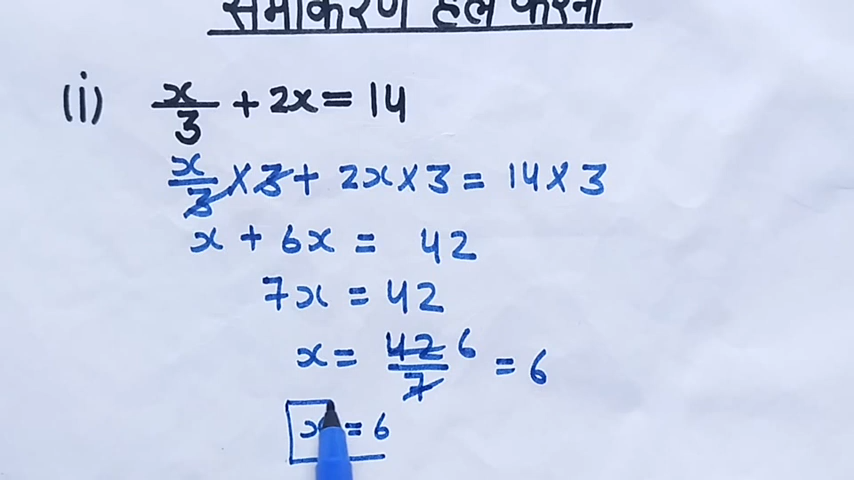 समीकरण हल करना
(i) x/3 + 2x = 14
x/3 × 3 + 2x × 3 = 14 × 3
x + 6x = 42
7x = 42
x = 42/7 6 = 6
x = 6